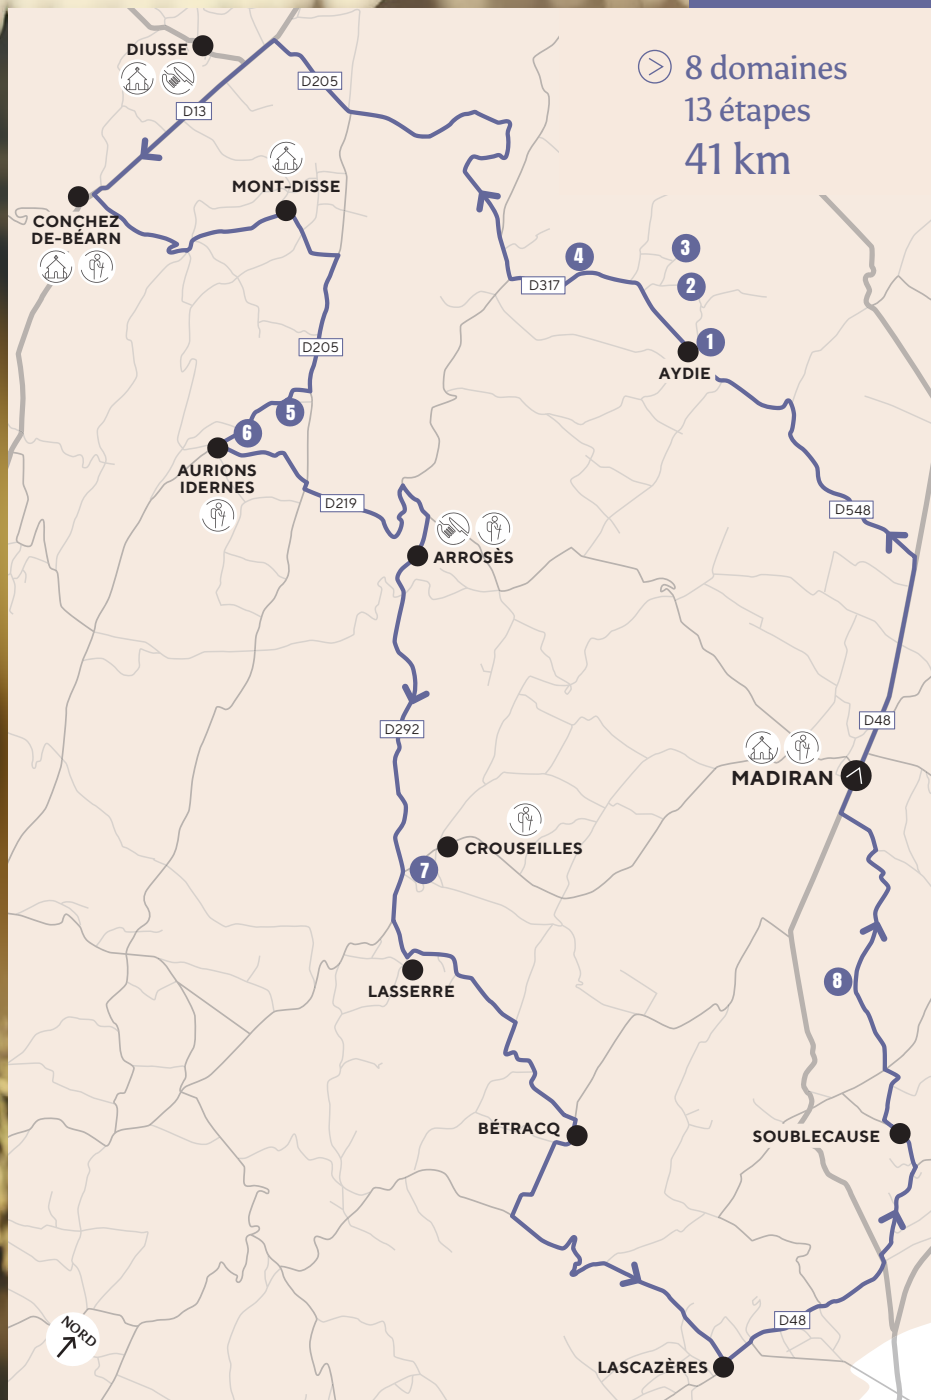 8 domaines
13 étapes
41 km
DIUSSE
D205
D13
MONT-DISSE
CONCHEZ
DE-BÉARN
4
3
2
D317
1
AYDIE
D205
5
6
AURIONS
IDERNES
D219
D548
ARROSÈS
D292
D48
MADIRAN
CROUSEILLES
7
8
LASSERRE
BÉTRACQ
SOUBLECAUSE
NORD
D48
LASCAZÈRES